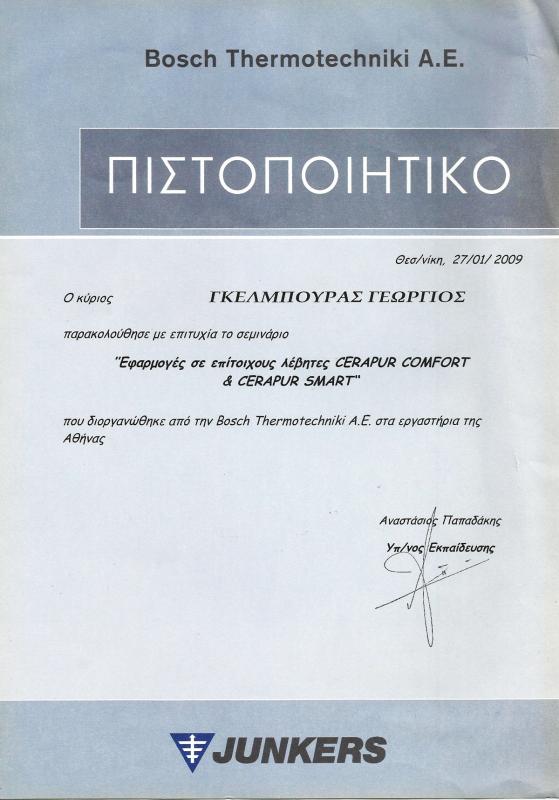 Bosch Thermotechniki A.E.
ΠΙΣΤΟΠΟΙΗΤΙΚΟ
Θεσ/νίκη, 27/01/ 2009
Ο κύριος ΓΚΕΛΜΠΟΥΡΑΣ ΓΕΩΡΓΙΟΣ
παρακολούθησε με επιτυχία το σεμινάριο
"Εφαρμογές σε επίτοιχους λέβητες CERAPUR COMFORT
& CERAPUR SMART"
που διοργανώθηκε από την Bosch Thermotechniki A.E. στα εργαστήρια της
Αθήνας
Αναστάσιος Παπαδάκης
Υπ/νος Εκπαίδευσης
JUNKERS